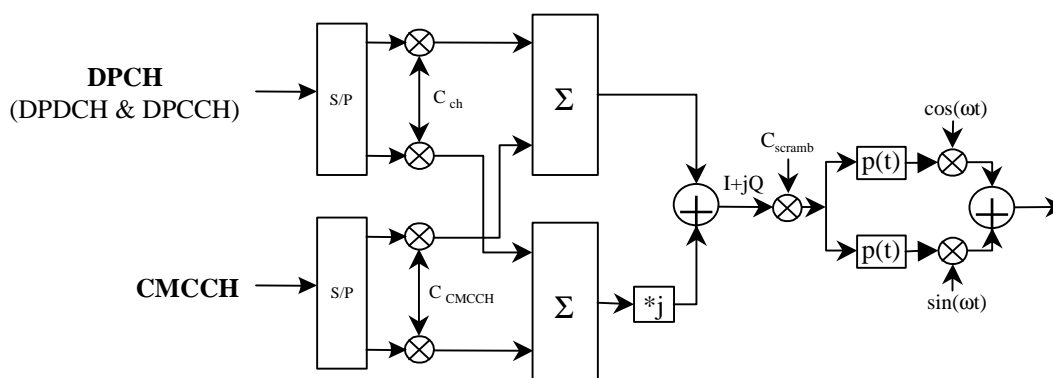 DPCH
(DPDCH & DPCCH)
S/P
C ch
Σ
C scramb
I+jQ
p(t)
cos(ωt)
p(t)
sin(ωt)
CMCCH
S/P
C CMCCH
Σ
*j